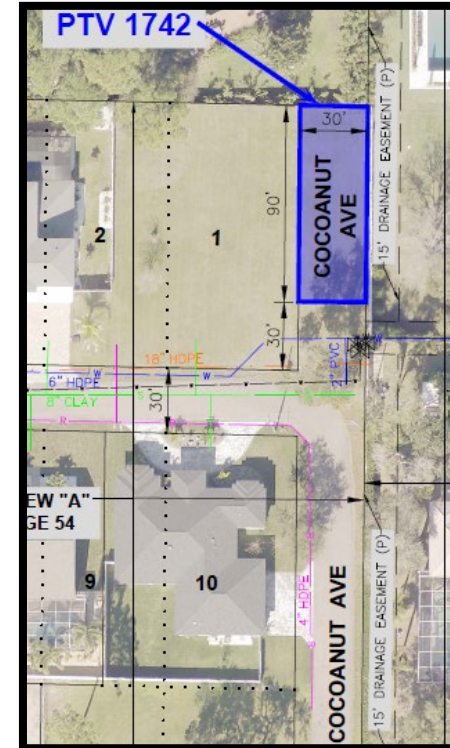 PTV 1742
30'
COCOANUT
AVE
15' DRAINAGE EASEMENT (P)
2
1
90'
30'
16" HDPE
W
W
W
6" HDPE
8" CLAY
S
2" PVC
30'
R
R
EW "A"
GE 54
9
10
4" HDPE
COCOANUT AVE
15' DRAINAGE EASEMENT (P)